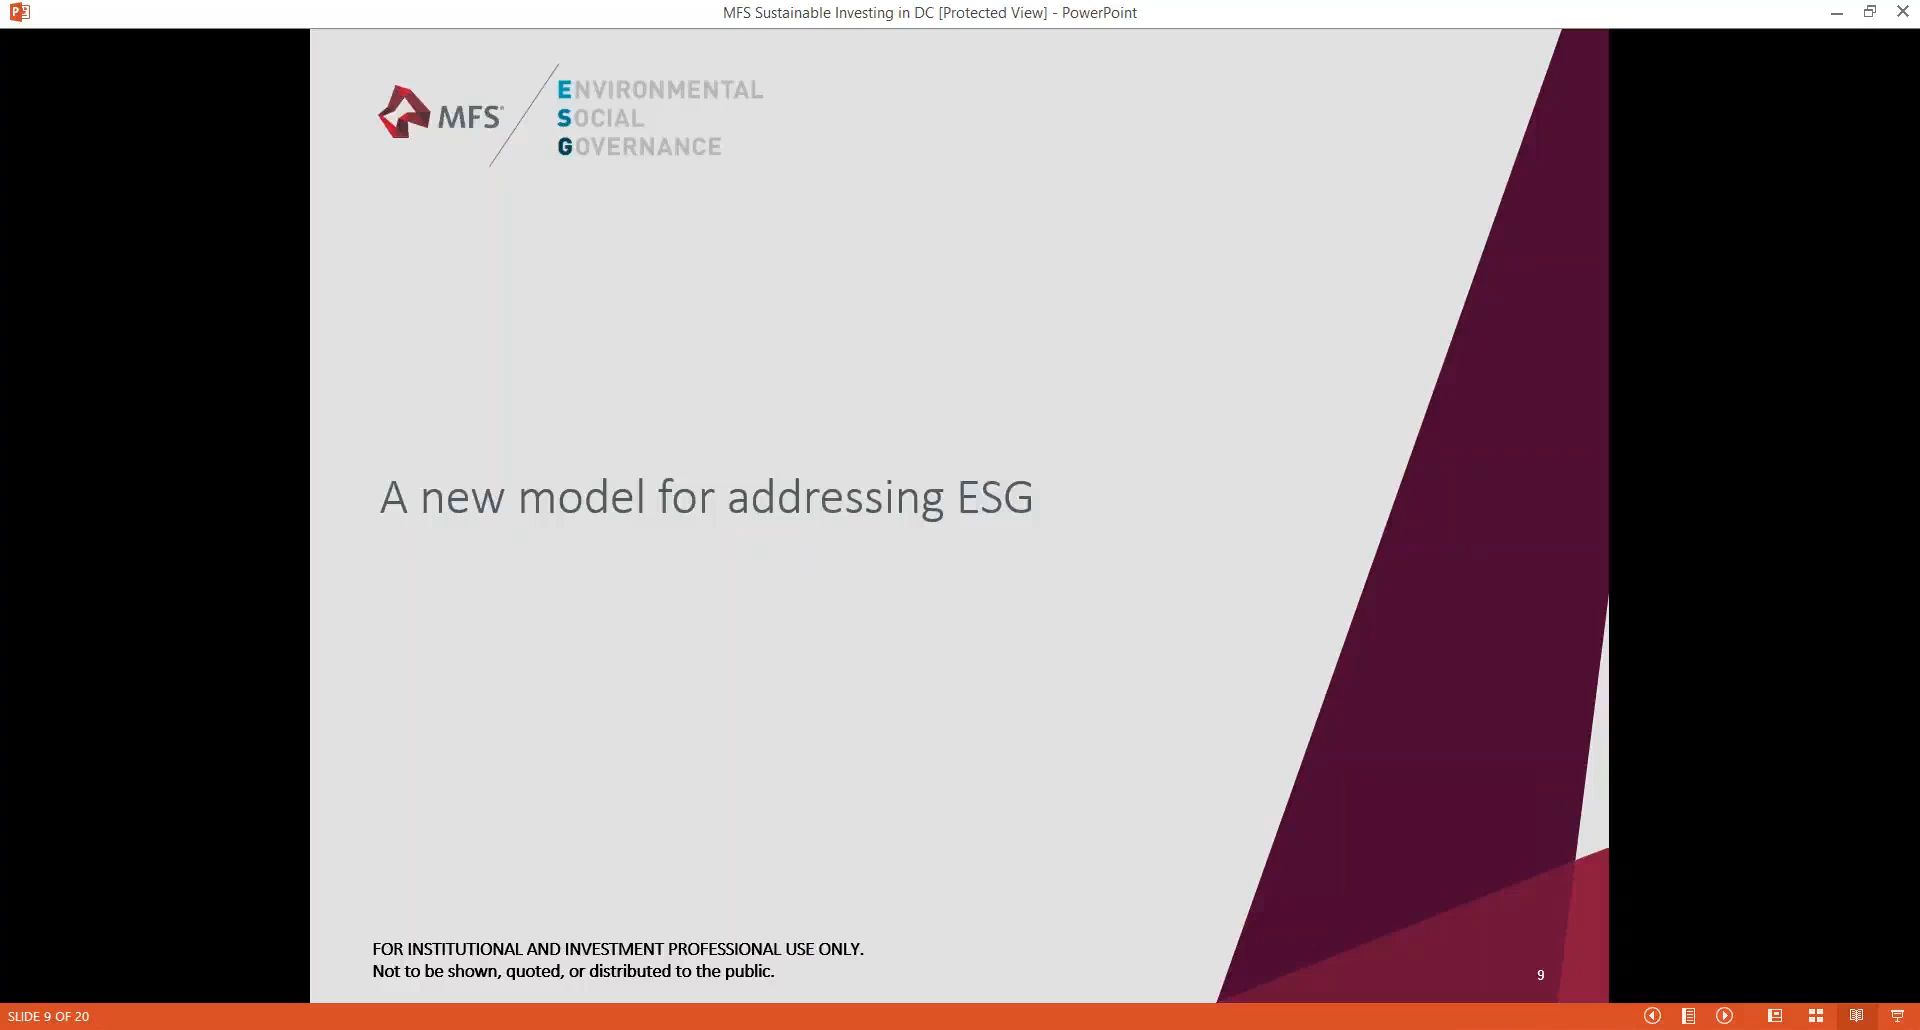 MFS Sustainable Investing in DC [Protected View] - PowerPoint
MFS®
ENVIRONMENTAL
SOCIAL
GOVERNANCE
A new model for addressing ESG
FOR INSTITUTIONAL AND INVESTMENT PROFESSIONAL USE ONLY.
Not to be shown, quoted, or distributed to the public.
9
SLIDE 9 OF 20